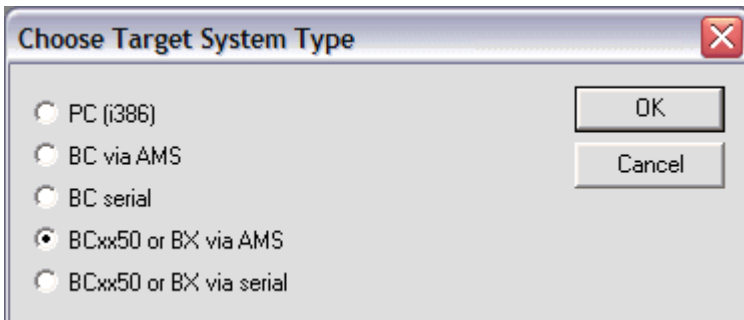 Choose Target System Type
PC (i386)
OK
BC via AMS
Cancel
BC serial
BCxx50 or BX via AMS
BCxx50 or BX via serial